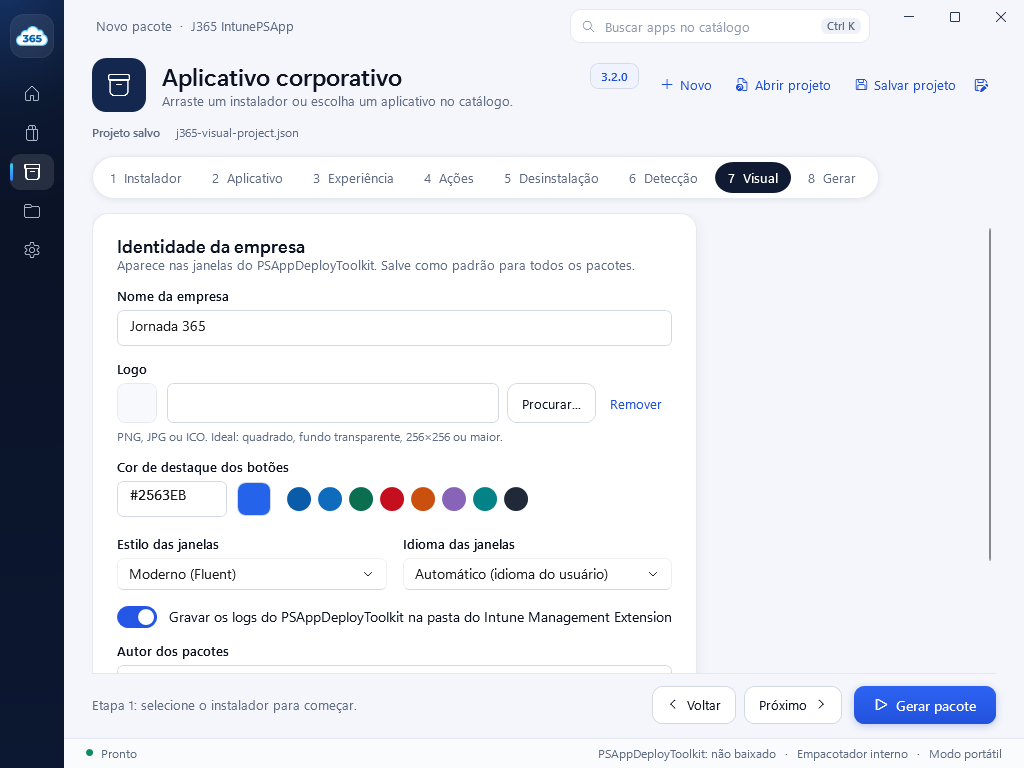 365
Novo pacote · J365 IntunePSApp
Buscar apps no catálogo
Ctrl K
Aplicativo corporativo
Arraste um instalador ou escolha um aplicativo no catálogo.
3.2.0
Novo
Abrir projeto
Salvar projeto
Projeto salvo j365-visual-project.json
1 Instalador
2 Aplicativo
3 Experiência
4 Ações
5 Desinstalação
6 Detecção
7 Visual
8 Gerar
Identidade da empresa
Aparece nas janelas do PSAppDeployToolkit. Salve como padrão para todos os pacotes.
Nome da empresa
Jornada 365
Logo
Procurar...
Remover
PNG, JPG ou ICO. Ideal: quadrado, fundo transparente, 256×256 ou maior.
Cor de destaque dos botões
#2563EB
Estilo das janelas
Idioma das janelas
Moderno (Fluent)
Automático (idioma do usuário)
Gravar os logs do PSAppDeployToolkit na pasta do Intune Management Extension
Autor dos pacotes
Etapa 1: selecione o instalador para começar.
Voltar
Próximo
Gerar pacote
Pronto
PSAppDeployToolkit: não baixado · Empacotador interno · Modo portátil